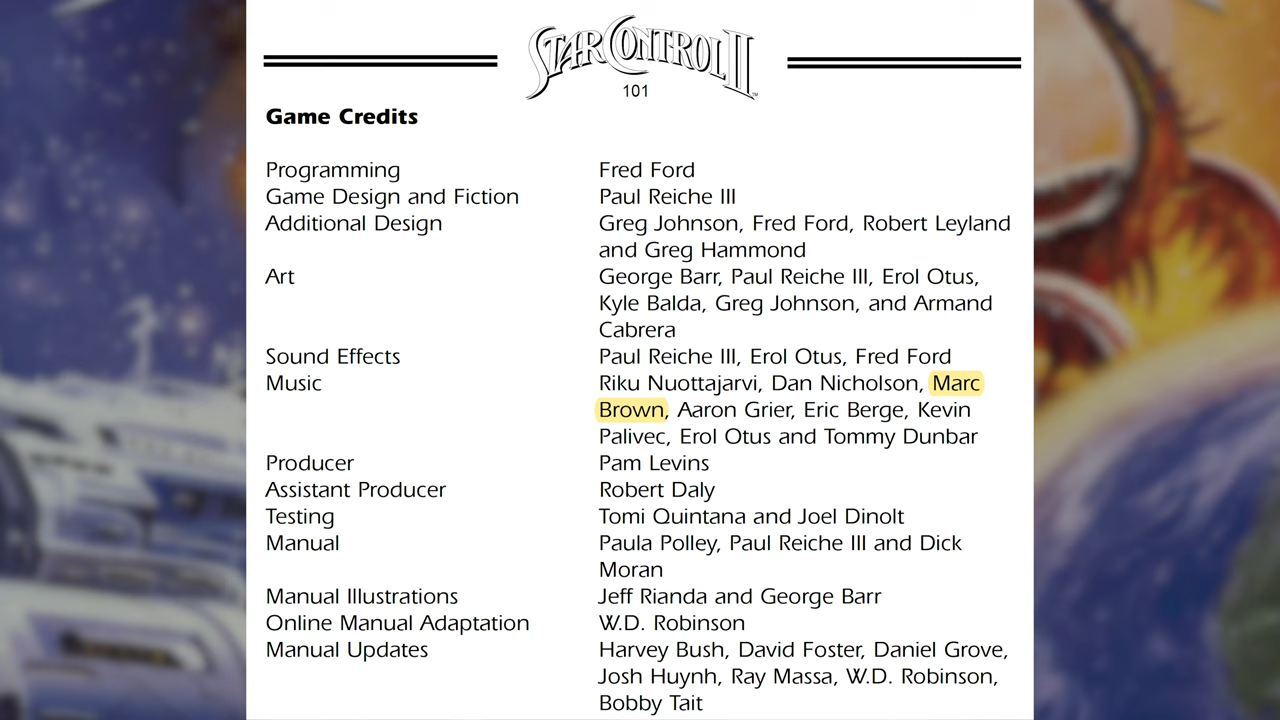 STAR CONTROL II™
101
Game Credits
Programming Fred Ford
Game Design and Fiction Paul Reiche III
Additional Design Greg Johnson, Fred Ford, Robert Leyland
and Greg Hammond
Art George Barr, Paul Reiche III, Erol Otus,
Kyle Balda, Greg Johnson, and Armand
Cabrera
Sound Effects Paul Reiche III, Erol Otus, Fred Ford
Music Riku Nuottajarvi, Dan Nicholson, Marc
Brown, Aaron Grier, Eric Berge, Kevin
Palivec, Erol Otus and Tommy Dunbar
Producer Pam Levins
Assistant Producer Robert Daly
Testing Tomi Quintana and Joel Dinolt
Manual Paula Polley, Paul Reiche III and Dick
Moran
Manual Illustrations Jeff Rianda and George Barr
Online Manual Adaptation W.D. Robinson
Manual Updates Harvey Bush, David Foster, Daniel Grove,
Josh Huynh, Ray Massa, W.D. Robinson,
Bobby Tait